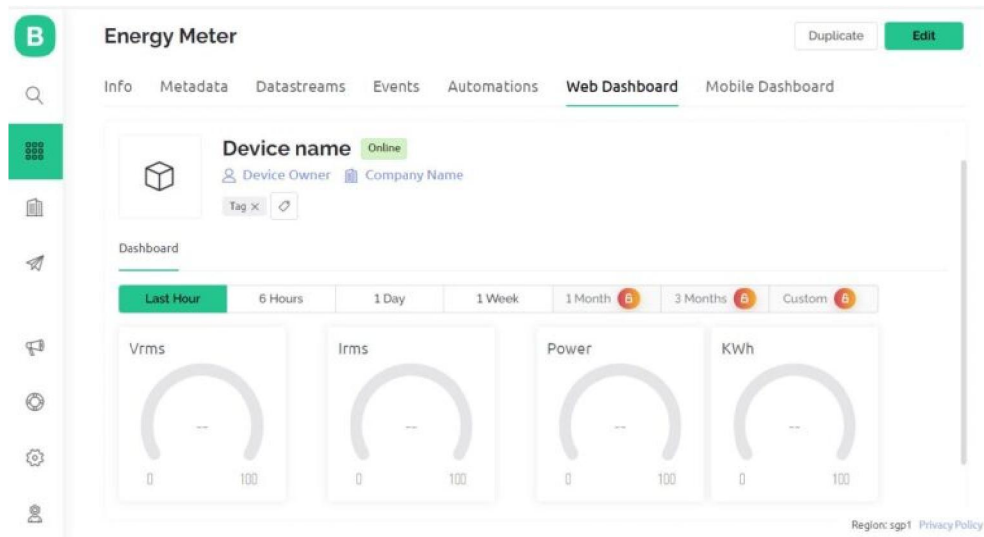 B
Energy Meter
Duplicate
Edit
Info Metadata Datastreams Events Automations Web Dashboard Mobile Dashboard
Device name Online
Device Owner Company Name
Tag ×
Dashboard
Last Hour 6 Hours 1 Day 1 Week 1 Month 3 Months Custom
Vrms Irms Power KWh
-- -- -- --
0 100 0 100 0 100 0 100
Region: sgp1 Privacy Policy